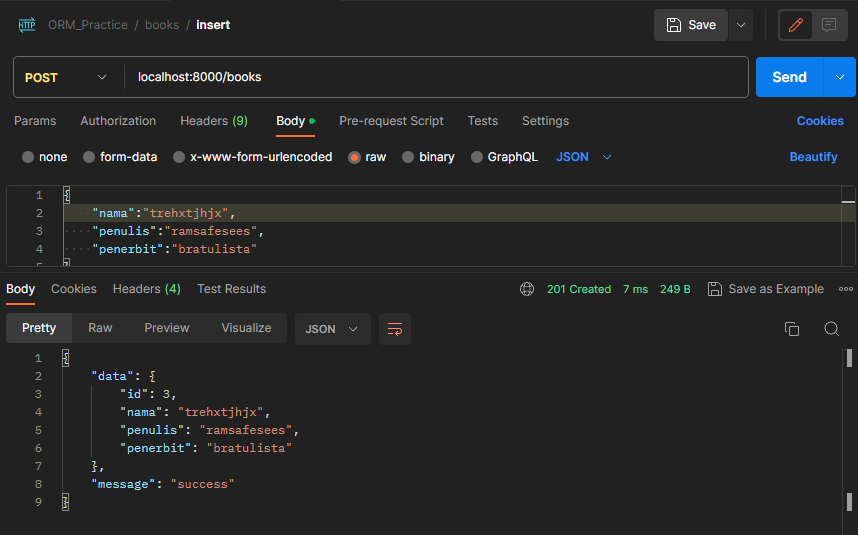 HTTP ORM_Practice / books / insert Save
POST localhost:8000/books Send
Params Authorization Headers (9) Body Pre-request Script Tests Settings Cookies
none form-data x-www-form-urlencoded raw binary GraphQL JSON Beautify
1 {
2 "nama":"trehxtjhjx",
3 "penulis":"ramsafesees",
4 "penerbit":"bratulista"
5 }
Body Cookies Headers (4) Test Results 201 Created 7 ms 249 B Save as Example
Pretty Raw Preview Visualize JSON
1 {
2 "data": {
3 "id": 3,
4 "nama": "trehxtjhjx",
5 "penulis": "ramsafesees",
6 "penerbit": "bratulista"
7 },
8 "message": "success"
9 }